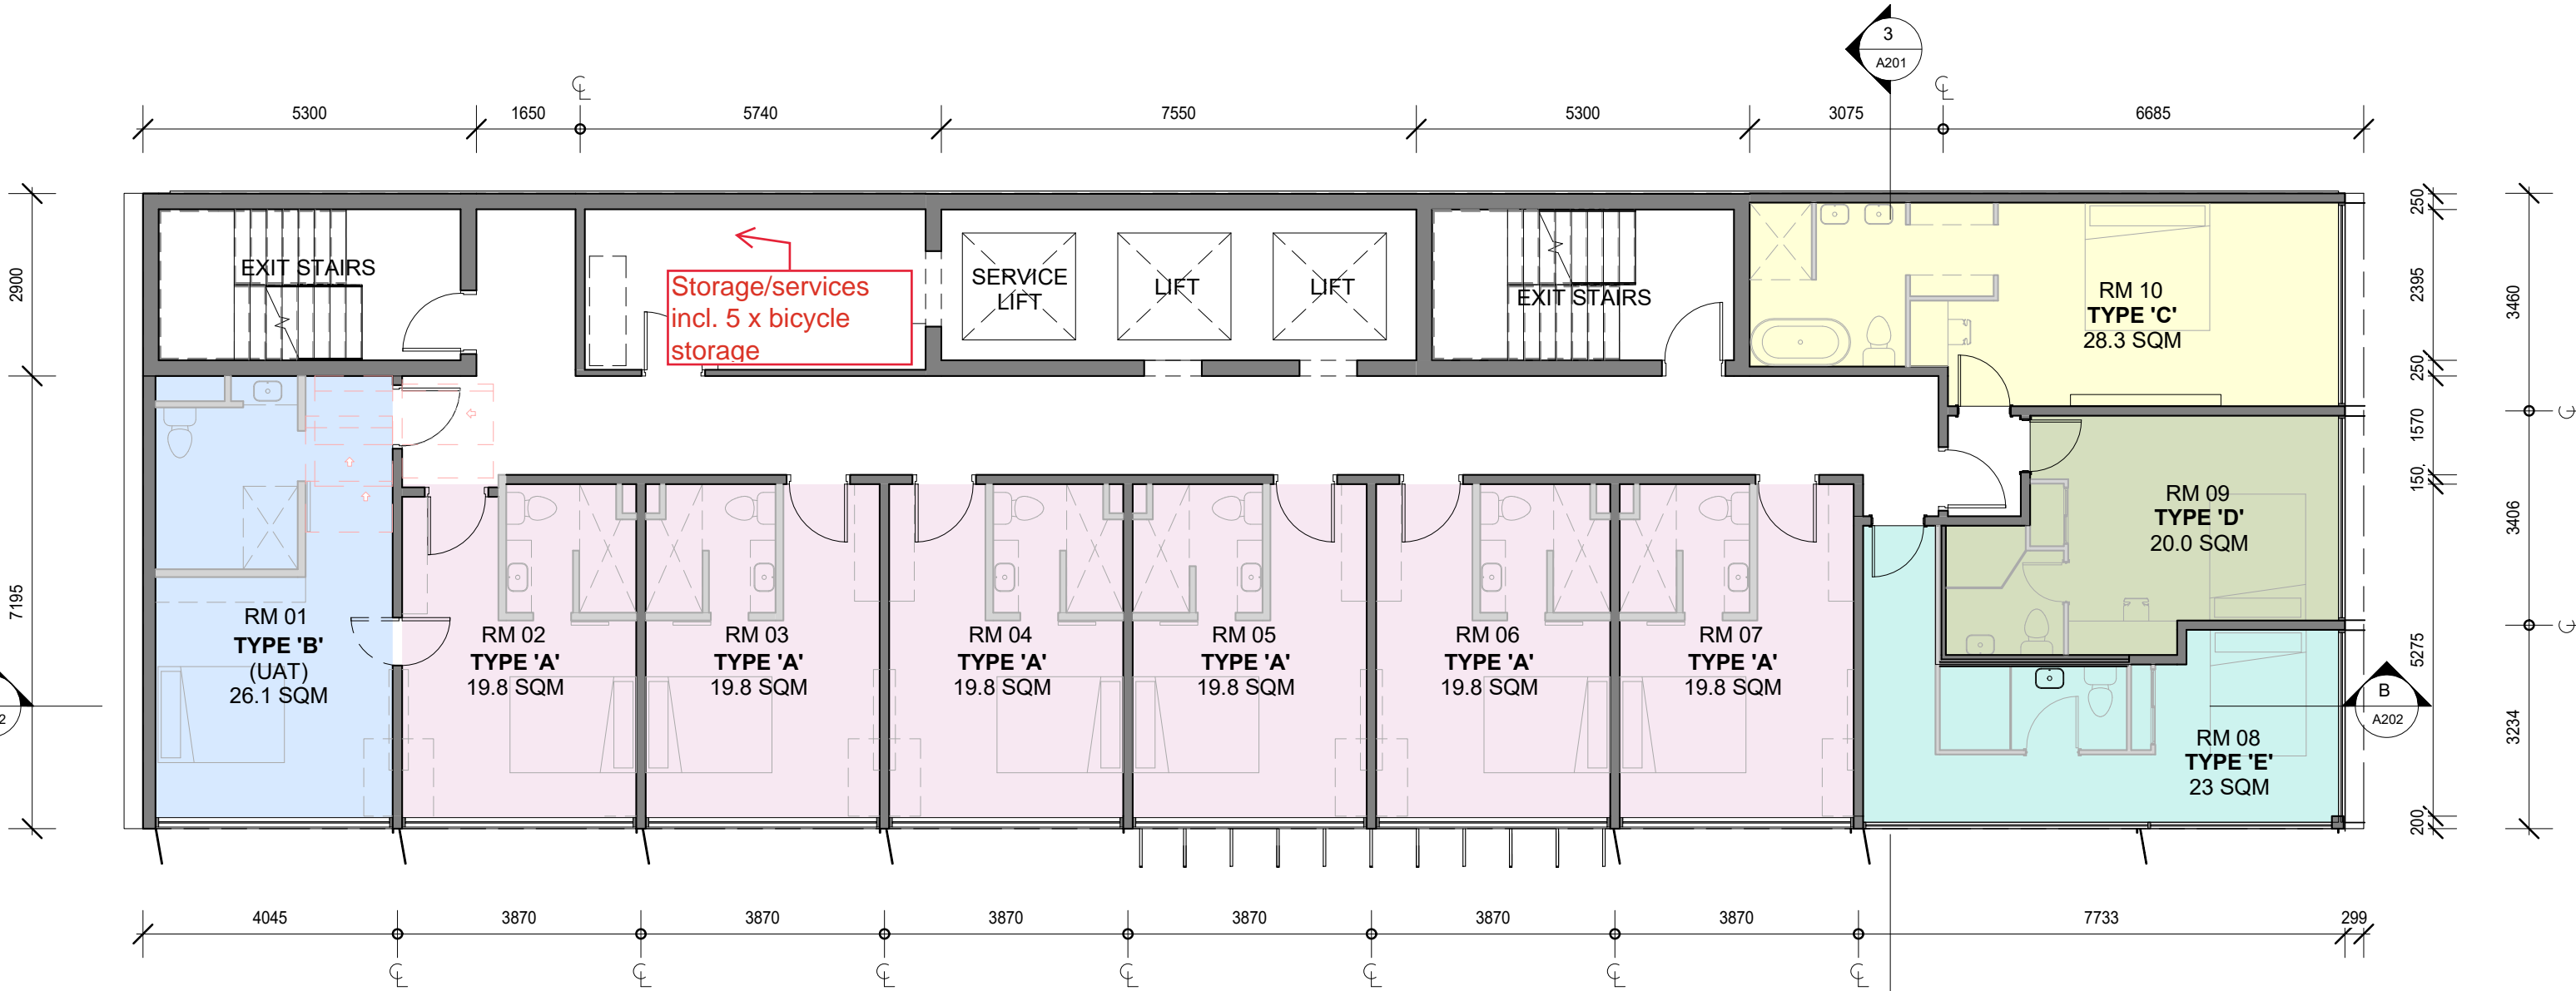 3
A201
5300
1650
5740
7550
5300
3075
6685
EXIT STAIRS
Storage/services
incl. 5 x bicycle
storage
SERVICE
LIFT
LIFT
LIFT
EXIT STAIRS
RM 10
TYPE 'C'
28.3 SQM
2900
7195
250
2395
250
1570
150
5275
200
3460
3406
3234
RM 01
TYPE 'B'
(UAT)
26.1 SQM
RM 02
TYPE 'A'
19.8 SQM
RM 03
TYPE 'A'
19.8 SQM
RM 04
TYPE 'A'
19.8 SQM
RM 05
TYPE 'A'
19.8 SQM
RM 06
TYPE 'A'
19.8 SQM
RM 07
TYPE 'A'
19.8 SQM
RM 09
TYPE 'D'
20.0 SQM
RM 08
TYPE 'E'
23 SQM
B
A202
2
4045
3870
3870
3870
3870
3870
3870
7733
299